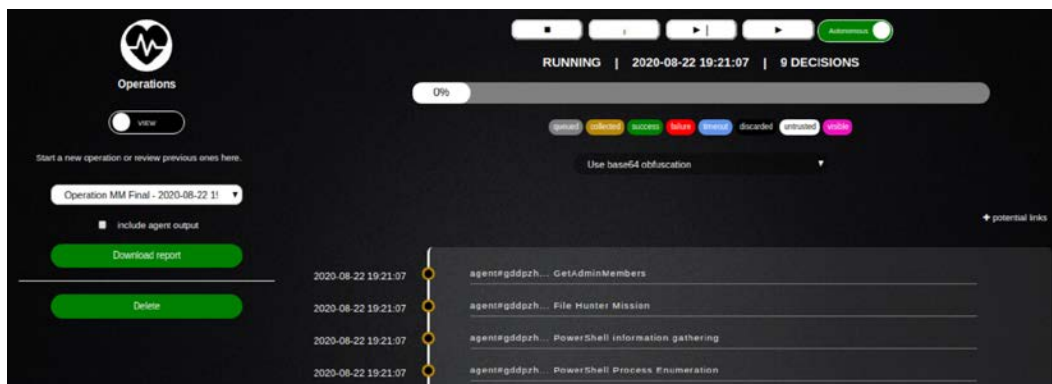 Operations
VIEW
Start a new operation or review previous ones here.
Operation MM Final - 2020-08-22 1
include agent output
Download report
Delete
Autonomous
RUNNING | 2020-08-22 19:21:07 | 9 DECISIONS
0%
queued collected success failure timeout discarded untrusted visible
Use base64 obfuscation
+ potential links
2020-08-22 19:21:07 agent#gddpzh... GetAdminMembers
2020-08-22 19:21:07 agent#gddpzh... File Hunter Mission
2020-08-22 19:21:07 agent#gddpzh... PowerShell information gathering
2020-08-22 19:21:07 agent#gddpzh... PowerShell Process Enumeration